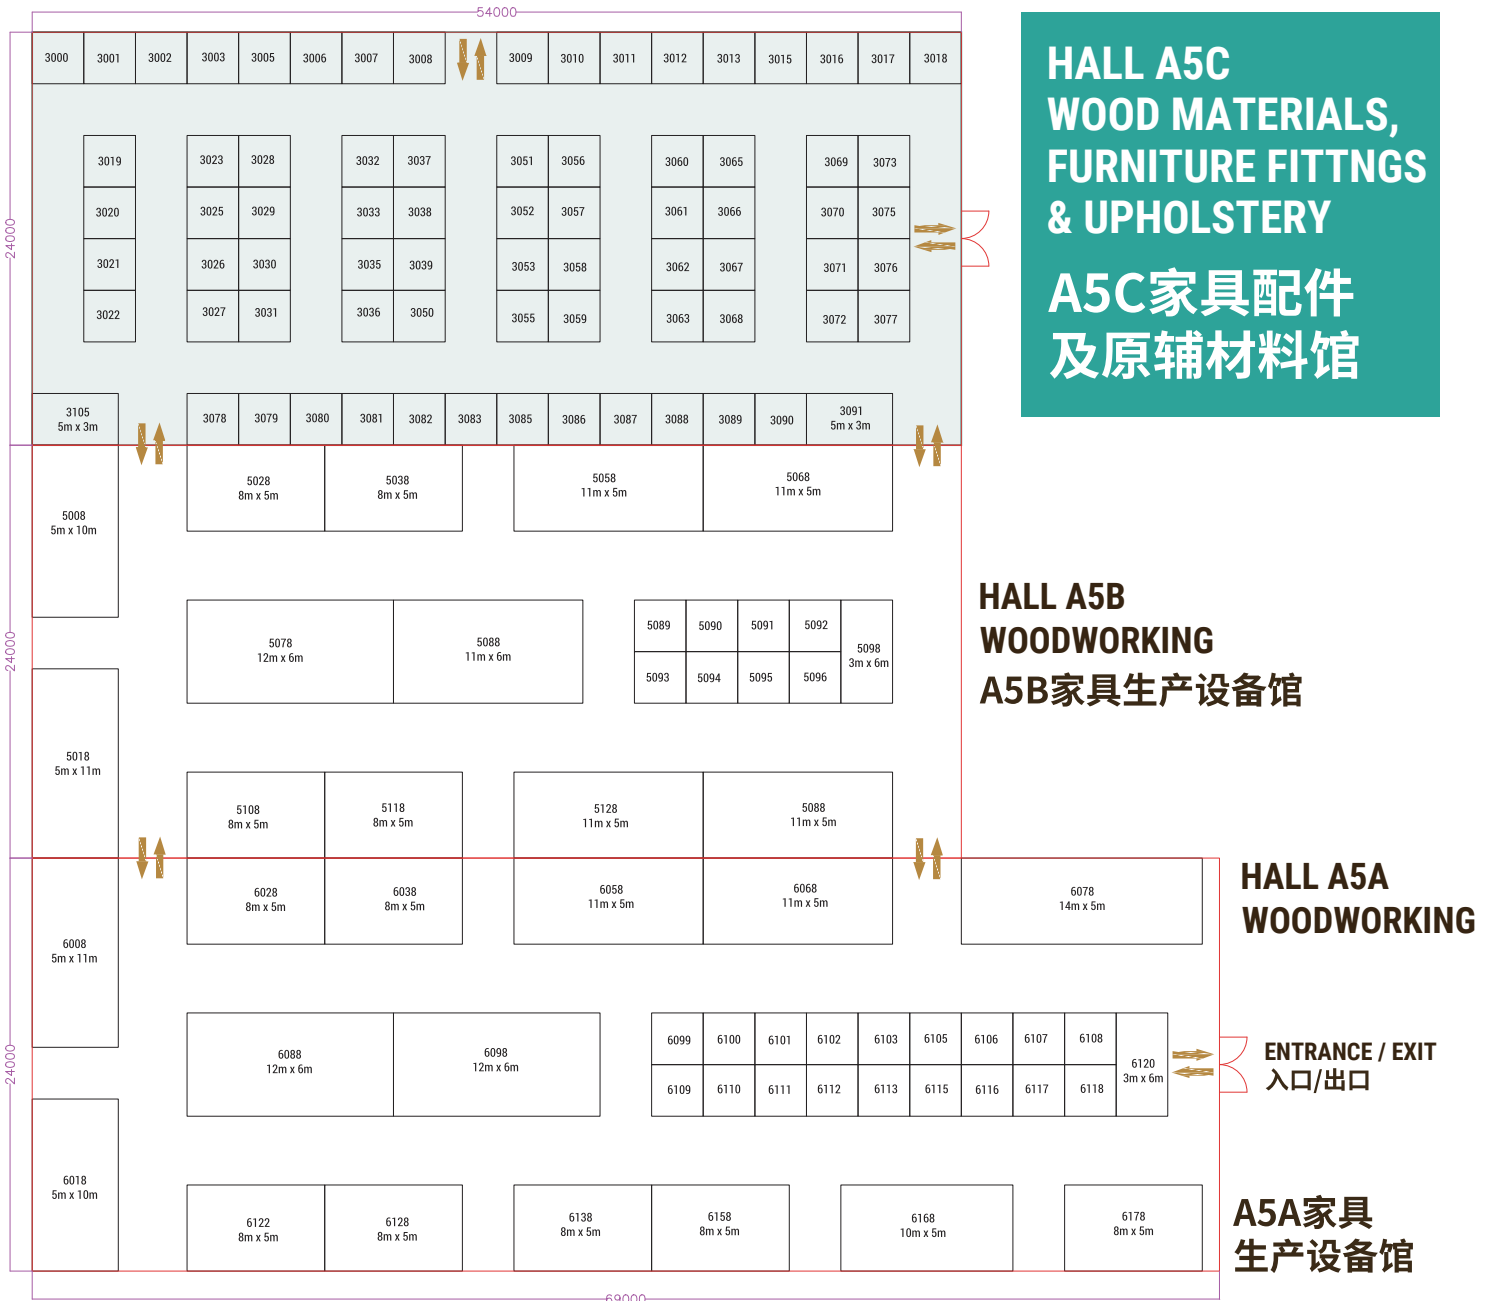 54000
3000 3001 3002 3003 3005 3006 3007 3008 3009 3010 3011 3012 3013 3015 3016 3017 3018
HALL A5C
WOOD MATERIALS,
FURNITURE FITTNGS
& UPHOLSTERY
A5C家具配件
及原辅材料馆
24000
3019 3023 3028 3032 3037 3051 3056 3060 3065 3069 3073
3020 3025 3029 3033 3038 3052 3057 3061 3066 3070 3075
3021 3026 3030 3035 3039 3053 3058 3062 3067 3071 3076
3022 3027 3031 3036 3050 3055 3059 3063 3068 3072 3077
3105 3078 3079 3080 3081 3082 3083 3085 3086 3087 3088 3089 3090 3091
5m x 3m 5m x 3m
5028 5038 5058 5068
8m x 5m 8m x 5m 11m x 5m 11m x 5m
5008
5m x 10m
HALL A5B
WOODWORKING
A5B家具生产设备馆
24000
5078 5088 5089 5090 5091 5092
12m x 6m 11m x 6m
5098
3m x 6m
5093 5094 5095 5096
5018
5m x 11m
5108 5118 5128 5088
8m x 5m 8m x 5m 11m x 5m 11m x 5m
HALL A5A
WOODWORKING
6028 6038 6058 6068 6078
8m x 5m 8m x 5m 11m x 5m 11m x 5m 14m x 5m
6008
5m x 11m
24000
6088 6098 6099 6100 6101 6102 6103 6105 6106 6107 6108
12m x 6m 12m x 6m
6120
3m x 6m
6109 6110 6111 6112 6113 6115 6116 6117 6118
ENTRANCE / EXIT
入口/出口
6018
5m x 10m
6122 6128 6138 6158 6168 6178
8m x 5m 8m x 5m 8m x 5m 8m x 5m 10m x 5m 8m x 5m
A5A家具
生产设备馆
69000